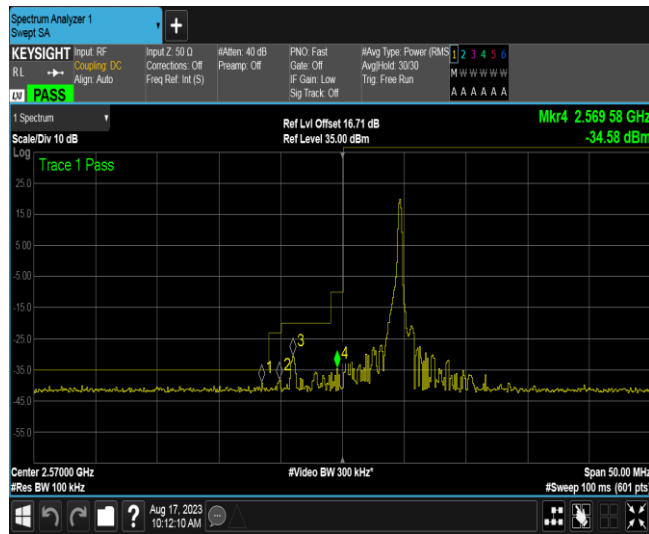 Spectrum Analyzer 1
Swept SA
+
KEYSIGHT
RL
LXI PASS
Input: RF
Coupling: DC
Align: Auto
Input Z: 50 Ω
Corrections: Off
Freq Ref: Int (S)
#Atten: 40 dB
Preamp: Off
PNO: Fast
Gate: Off
IF Gain: Low
Sig Track: Off
#Avg Type: Power (RMS
Avg|Hold: 30/30
Trig: Free Run
1 2 3 4 5 6
M W W W W W
A A A A A A
1 Spectrum
Scale/Div 10 dB
Ref Lvl Offset 16.71 dB
Ref Level 35.00 dBm
Mkr4 2.569 58 GHz
-34.58 dBm
Log
Trace 1 Pass
25.0
15.0
5.00
-5.00
-15.0
-25.0
-35.0
-45.0
-55.0
1
2
3
4
Center 2.57000 GHz
#Res BW 100 kHz
#Video BW 300 kHz*
Span 50.00 MHz
#Sweep 100 ms (601 pts)
?
Aug 17, 2023
10:12:10 AM